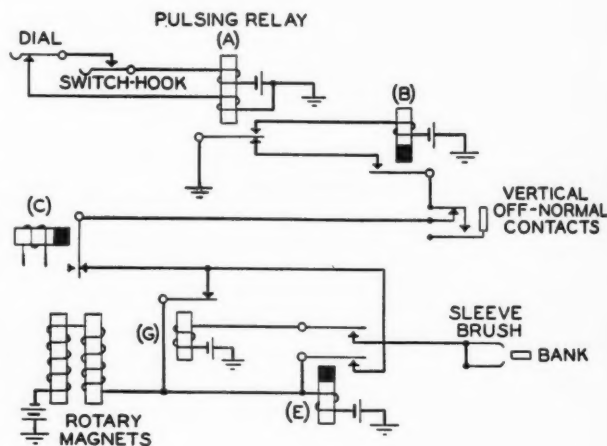 PULSING RELAY
(A)
DIAL
SWITCH-HOOK
(B)
(C)
VERTICAL
OFF-NORMAL
CONTACTS
(G)
SLEEVE
BRUSH
BANK
(E)
ROTARY
MAGNETS